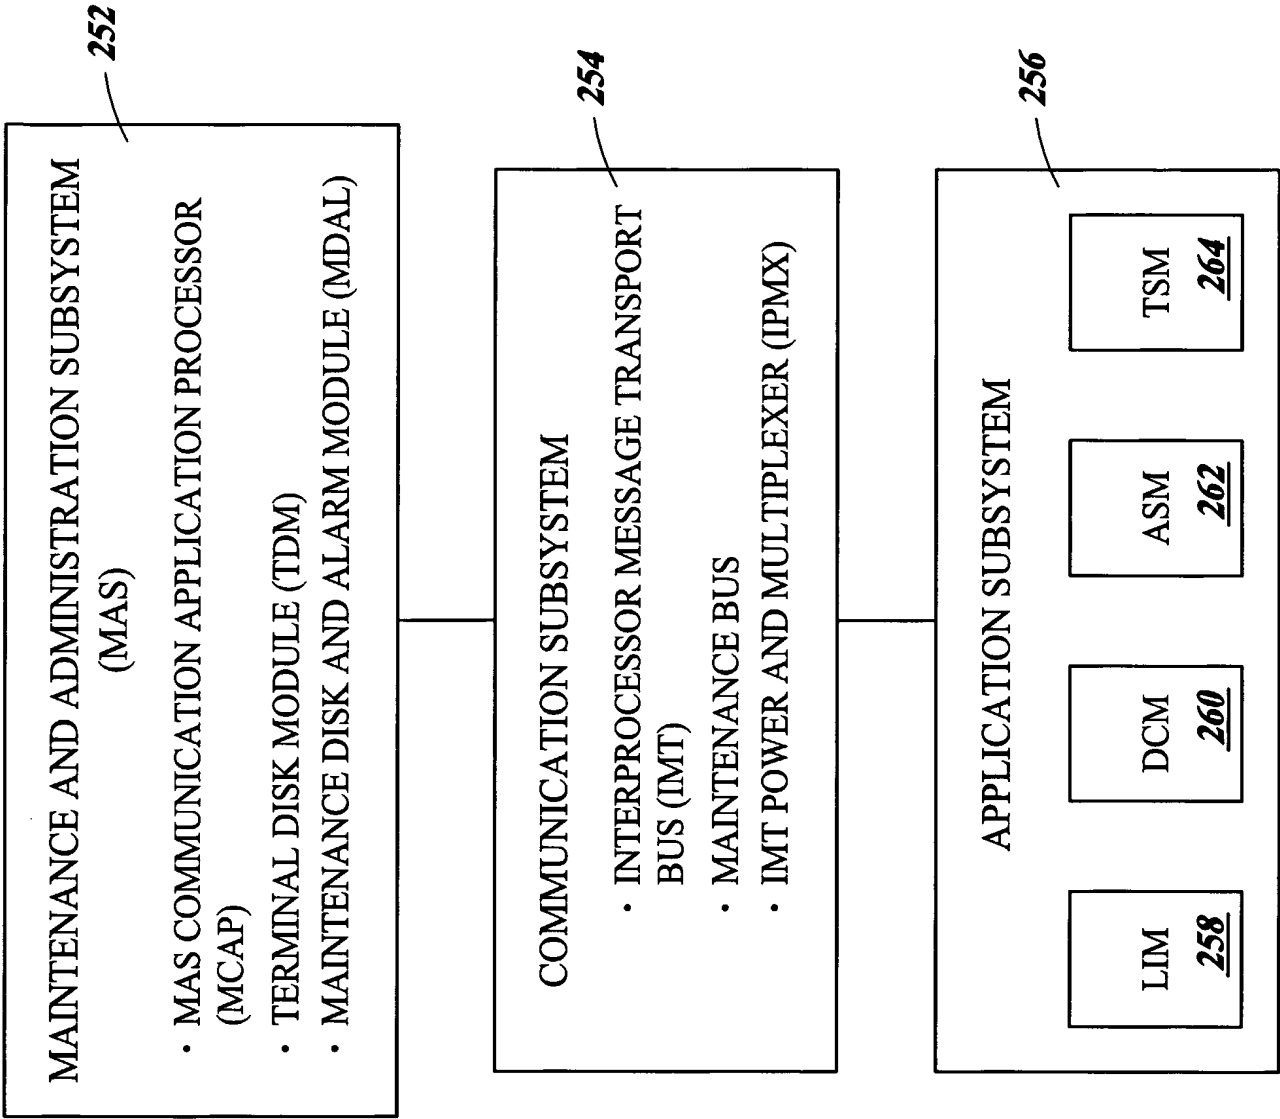 252
MAINTENANCE AND ADMINISTRATION SUBSYSTEM
(MAS)
· MAS COMMUNICATION APPLICATION PROCESSOR
(MCAP)
· TERMINAL DISK MODULE (TDM)
· MAINTENANCE DISK AND ALARM MODULE (MDAL)
254
COMMUNICATION SUBSYSTEM
· INTERPROCESSOR MESSAGE TRANSPORT
BUS (IMT)
· MAINTENANCE BUS
· IMT POWER AND MULTIPLEXER (IPMX)
256
APPLICATION SUBSYSTEM
LIM
258
DCM
260
ASM
262
TSM
264